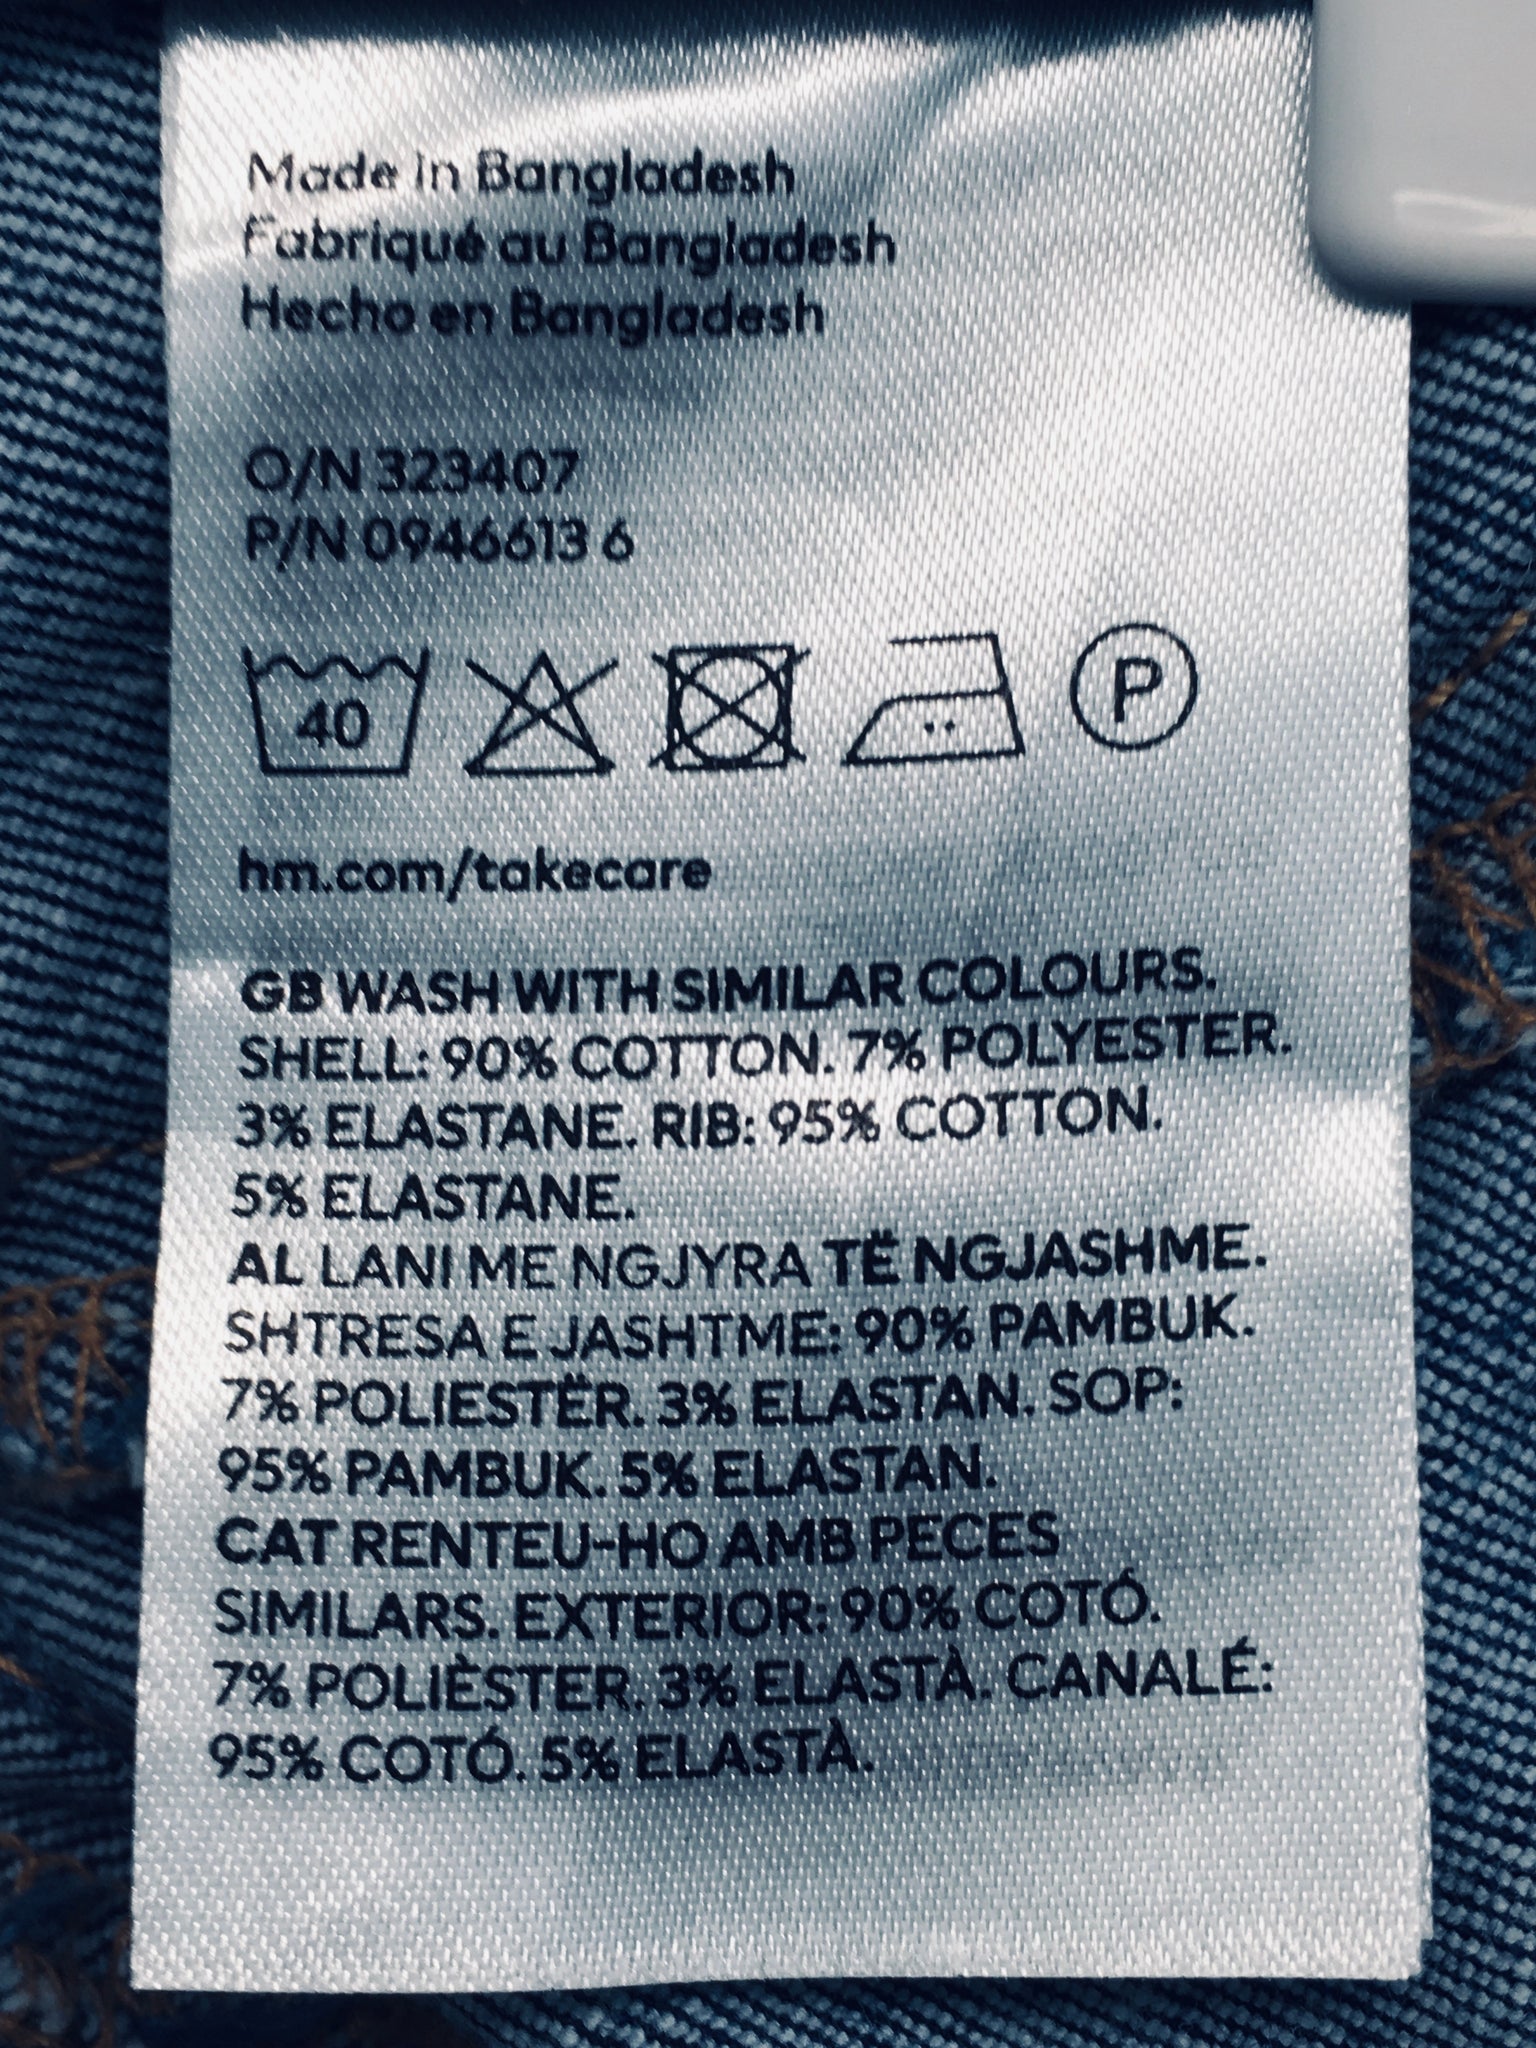 Made in Bangladesh
Fabriqué au Bangladesh
Hecho en Bangladesh
O/N 323407
P/N 0946613 6
40
P
hm.com/takecare
GB WASH WITH SIMILAR COLOURS.
SHELL: 90% COTTON. 7% POLYESTER.
3% ELASTANE. RIB: 95% COTTON.
5% ELASTANE.
AL LANI ME NGJYRA TË NGJASHME.
SHTRESA E JASHTME: 90% PAMBUK.
7% POLIESTËR. 3% ELASTAN. SOP:
95% PAMBUK. 5% ELASTAN.
CAT RENTEU-HO AMB PECES
SIMILARS. EXTERIOR: 90% COTÓ.
7% POLIÈSTER. 3% ELASTÀ. CANALÉ:
95% COTÓ. 5% ELASTÀ.